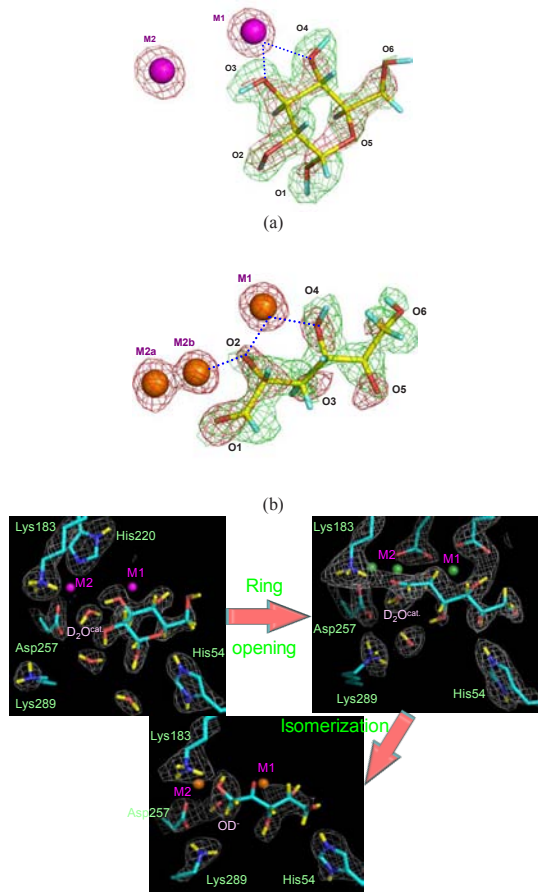 M1
O4
M2
O6
O3
O5
O2
O1
(a)
M1
O4
O6
M2b
O2
M2a
O5
O3
O1
(b)
Lys183
His220
M2
M1
D₂Oᶜᵃᵗ·
Asp257
His54
Lys289
Ring
opening
Lys183
M2
M1
D₂Oᶜᵃᵗ·
Asp257
Lys289
His54
Isomerization
Lys183
M1
M2
Asp257
OD⁻
Lys289
His54